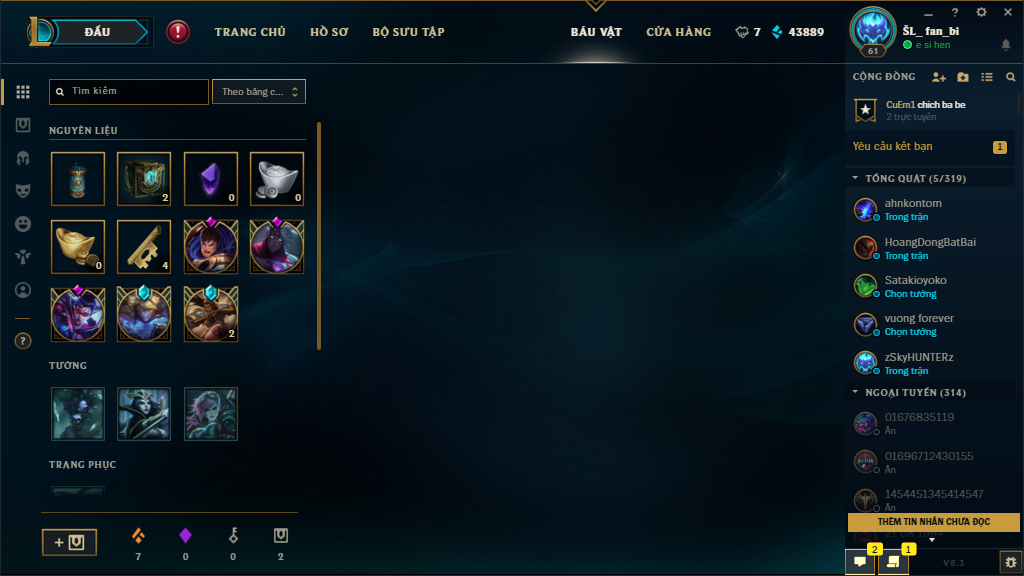 ĐẤU
TRANG CHỦ
HỒ SƠ
BỘ SƯU TẬP
BÁU VẬT
CỬA HÀNG
7
43889
61
ŠL_ fan_bi
e si hen
Tìm kiếm
Theo bảng c...
NGUYÊN LIỆU
2
0
0
0
4
2
TƯỚNG
TRANG PHỤC
7
0
0
2
CỘNG ĐỒNG
CuEm1 chich ba be
2 trực tuyến
Yêu cầu kết bạn
1
TỔNG QUÁT (5/319)
ahnkontom
Trong trận
HoangDongBatBai
Trong trận
Satakioyoko
Chọn tướng
vuong forever
Chọn tướng
zSkyHUNTERz
Trong trận
NGOẠI TUYẾN (314)
01676835119
Ẩn
01696712430155
Ẩn
1454451345414547
Ẩn
THÊM TIN NHẮN CHƯA ĐỌC
2
1
V8.3